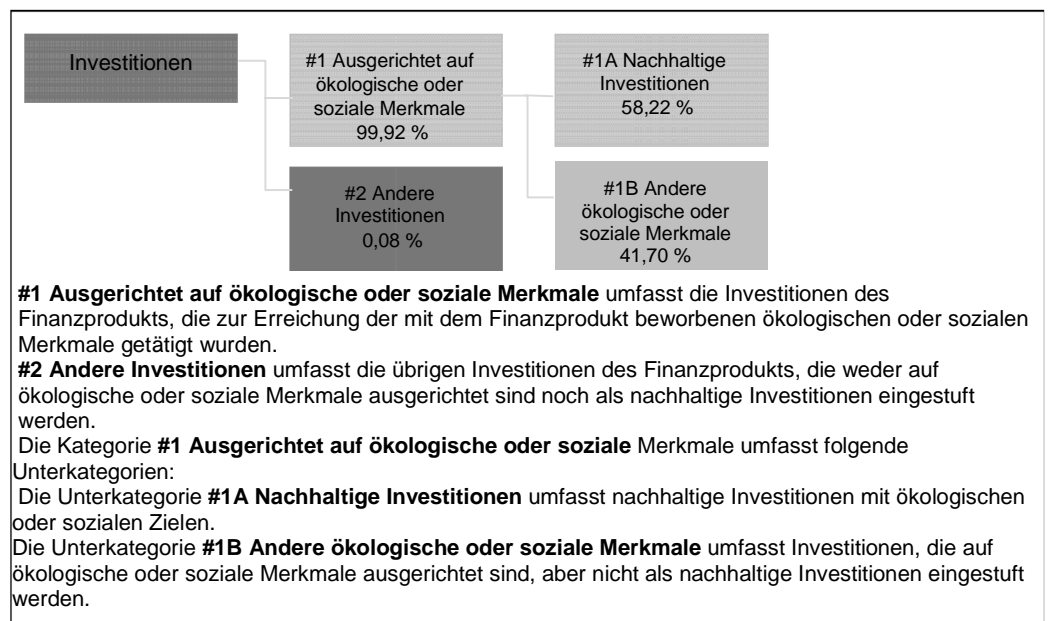 Investitionen
#1 Ausgerichtet auf
ökologische oder
soziale Merkmale
99,92 %
#1A Nachhaltige
Investitionen
58,22 %
#2 Andere
Investitionen
0,08 %
#1B Andere
ökologische oder
soziale Merkmale
41,70 %
#1 Ausgerichtet auf ökologische oder soziale Merkmale umfasst die Investitionen des
Finanzprodukts, die zur Erreichung der mit dem Finanzprodukt beworbenen ökologischen oder sozialen
Merkmale getätigt wurden.
#2 Andere Investitionen umfasst die übrigen Investitionen des Finanzprodukts, die weder auf
ökologische oder soziale Merkmale ausgerichtet sind noch als nachhaltige Investitionen eingestuft
werden.
Die Kategorie #1 Ausgerichtet auf ökologische oder soziale Merkmale umfasst folgende
Unterkategorien:
Die Unterkategorie #1A Nachhaltige Investitionen umfasst nachhaltige Investitionen mit ökologischen
oder sozialen Zielen.
Die Unterkategorie #1B Andere ökologische oder soziale Merkmale umfasst Investitionen, die auf
ökologische oder soziale Merkmale ausgerichtet sind, aber nicht als nachhaltige Investitionen eingestuft
werden.